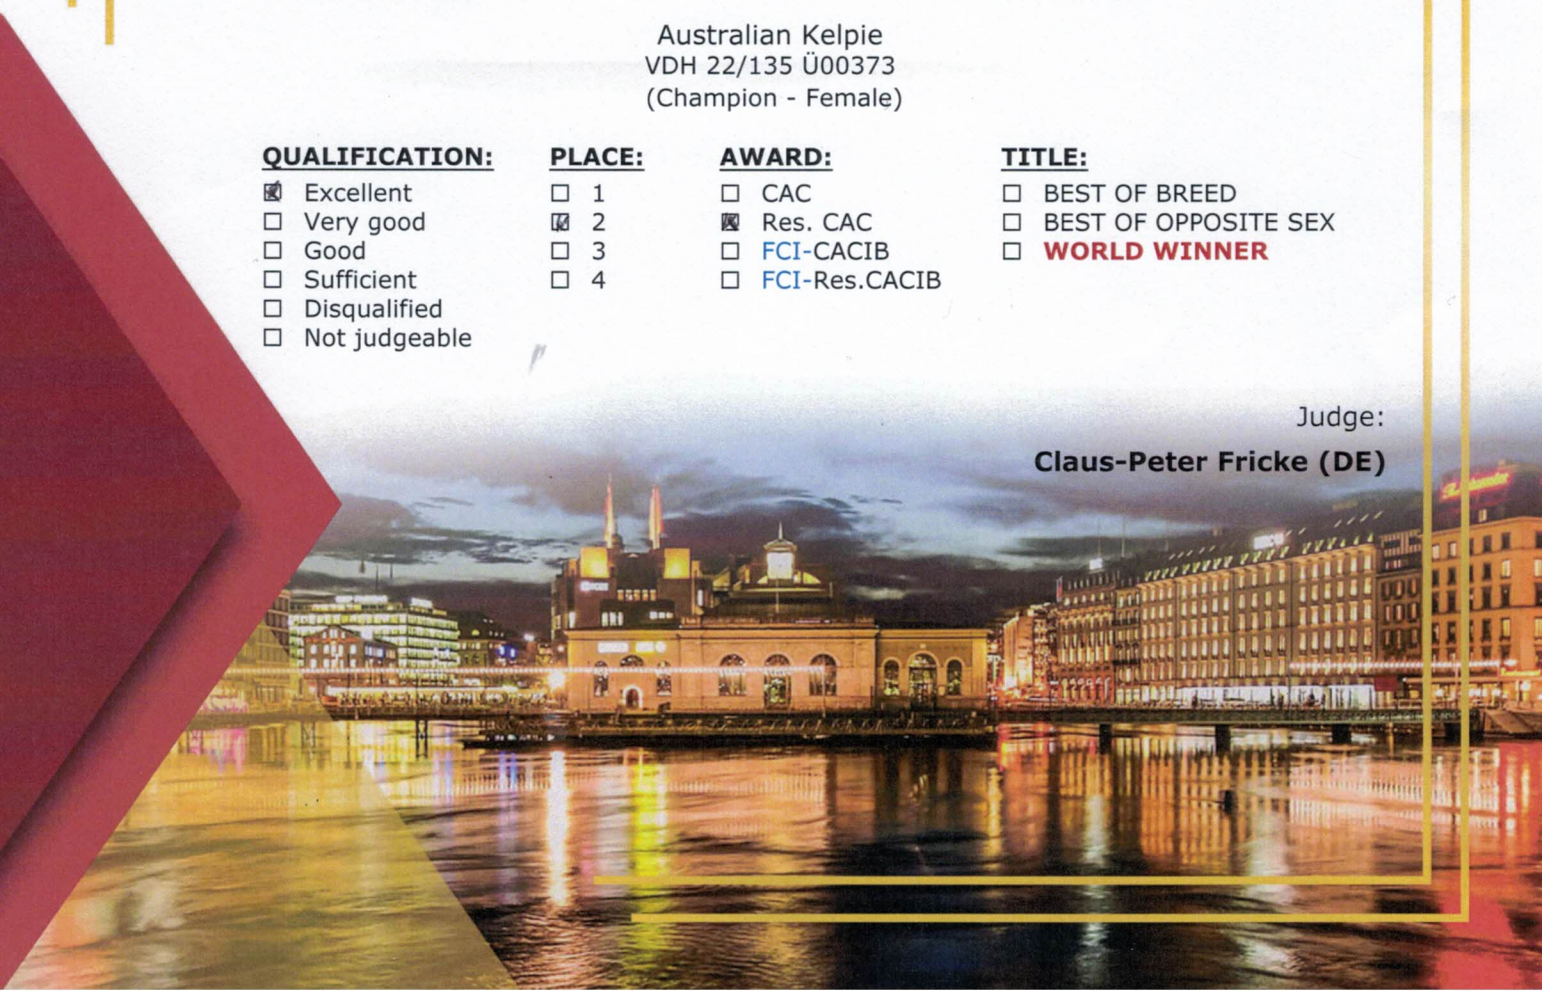 Australian Kelpie
VDH 22/135 Ü00373
(Champion - Female)
QUALIFICATION:
Excellent
Very good
Good
Sufficient
Disqualified
Not judgeable
PLACE:
1
2
3
4
AWARD:
CAC
Res. CAC
FCI-CACIB
FCI-Res.CACIB
TITLE:
BEST OF BREED
BEST OF OPPOSITE SEX
WORLD WINNER
Judge:
Claus-Peter Fricke (DE)